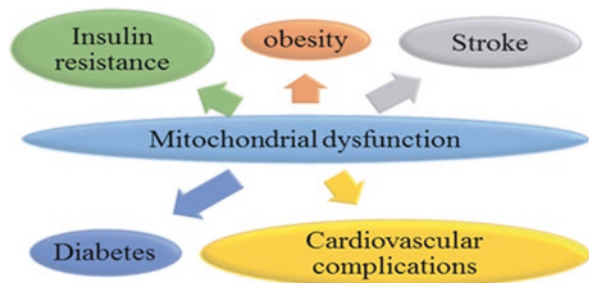 Insulin
resistance
obesity
Stroke
Mitochondrial dysfunction
Diabetes
Cardiovascular
complications